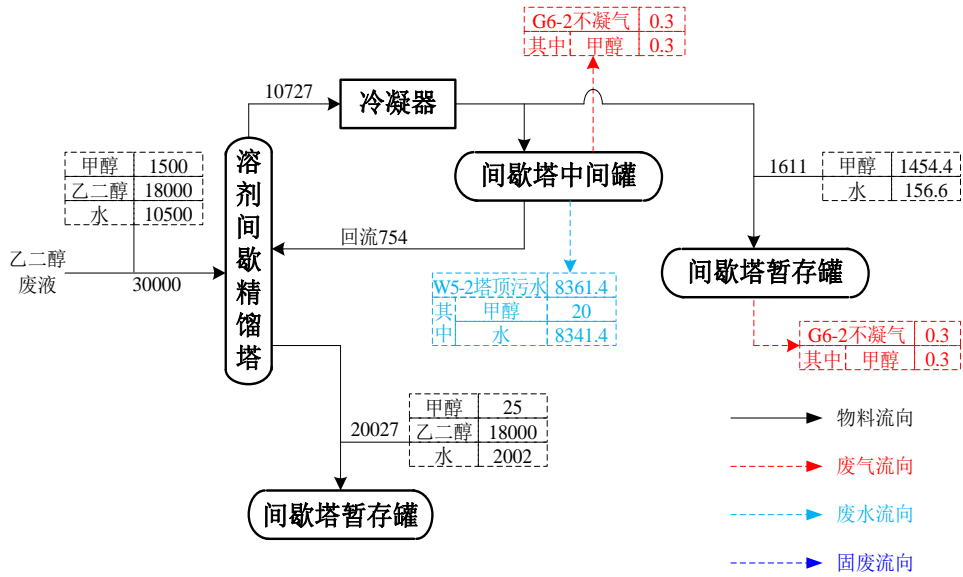 G6-2不凝气 0.3
其中 甲醇 0.3
10727
冷凝器
甲醇 1500
乙二醇 18000
水 10500
溶剂间歇精馏塔
间歇塔中间罐
1611
甲醇 1454.4
水 156.6
回流754
乙二醇
废液
30000
间歇塔暂存罐
W5-2塔顶污水 8361.4
其中 甲醇 20
水 8341.4
G6-2不凝气 0.3
其中 甲醇 0.3
20027
甲醇 25
乙二醇 18000
水 2002
间歇塔暂存罐
物料流向
废气流向
废水流向
固废流向